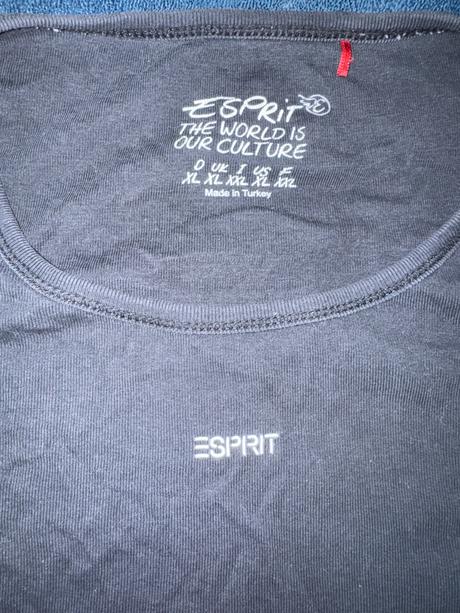 ESPRIT
THE WORLD IS
OUR CULTURE
D UK I US F
XL XL XXL XL XXL
Made in Turkey
ESPRIT